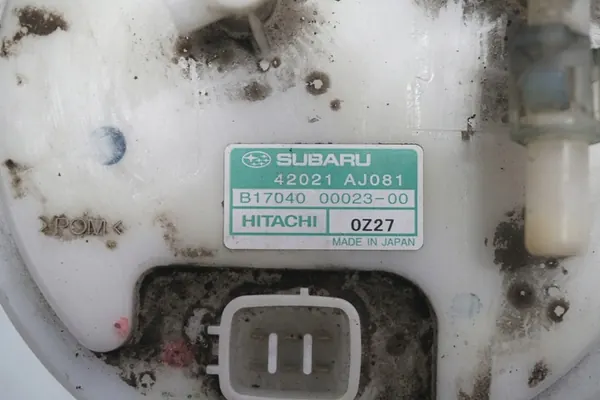 SUBARU
42021 AJ081
B17040 00023-00
HITACHI 0Z27
MADE IN JAPAN
>POM<